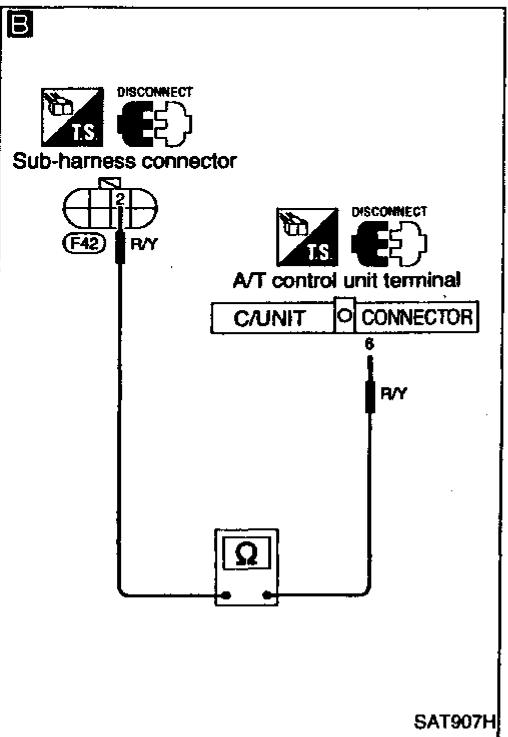 B
DISCONNECT
T.S.
Sub-harness connector
2
F42 R/Y
DISCONNECT
T.S.
A/T control unit terminal
C/UNIT CONNECTOR
6
R/Y
Ω
SAT907H